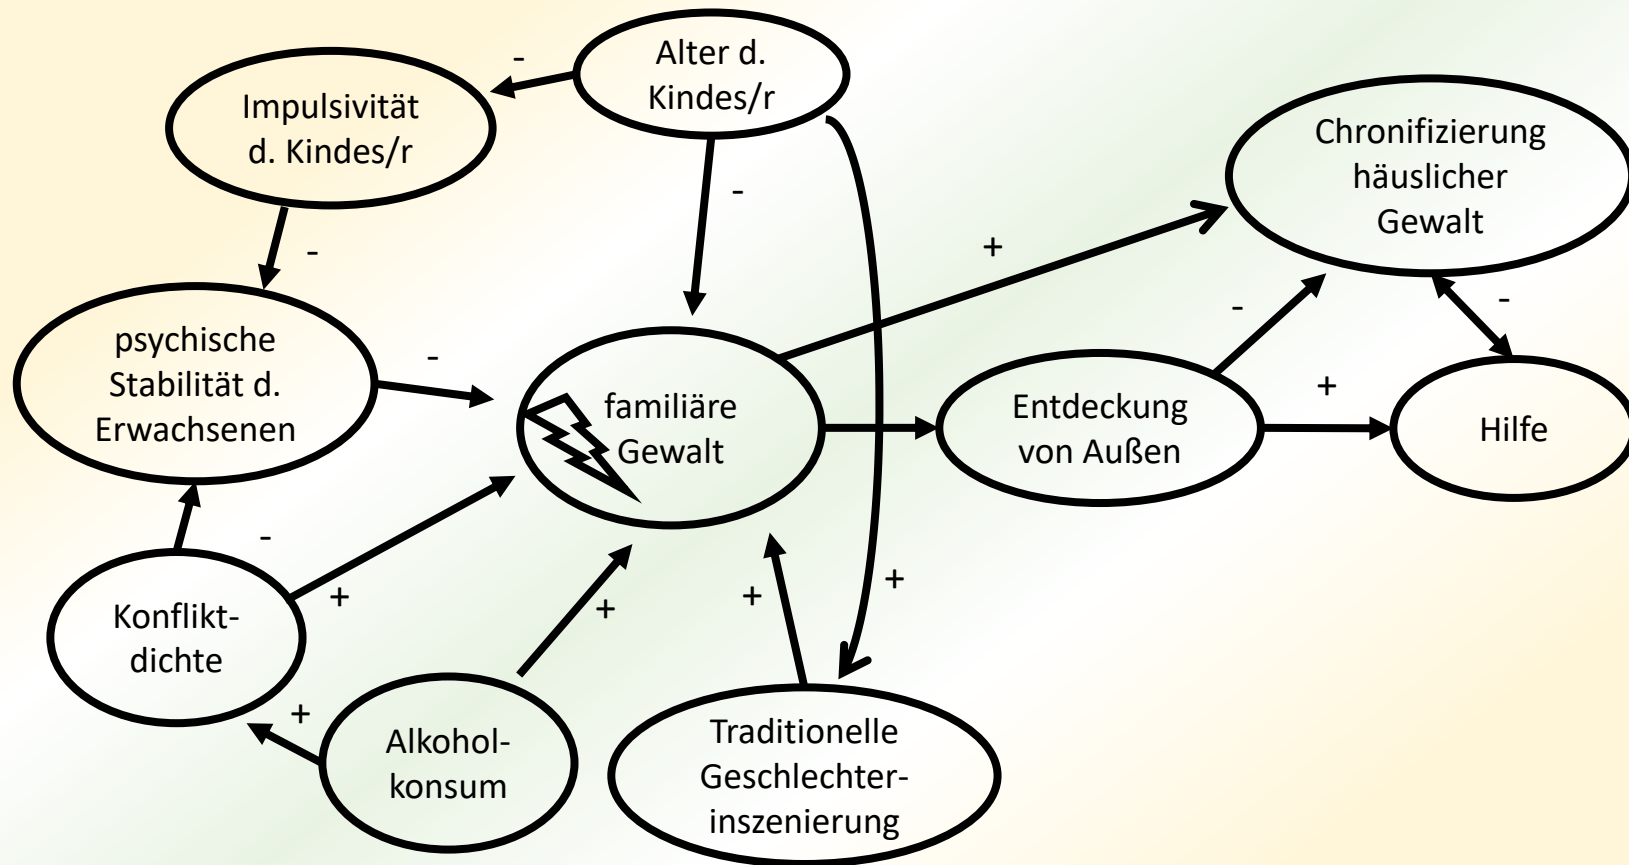 Alter d.
Kindes/r
-
Impulsivität
d. Kindes/r
Chronifizierung
häuslicher
Gewalt
-
+
-
-
-
psychische
Stabilität d.
Erwachsenen
-
familiäre
Gewalt
Entdeckung
von Außen
+
Hilfe
-
+
Konflikt-
dichte
+
+
+
+
Alkohol-
konsum
Traditionelle
Geschlechter-
inszenierung